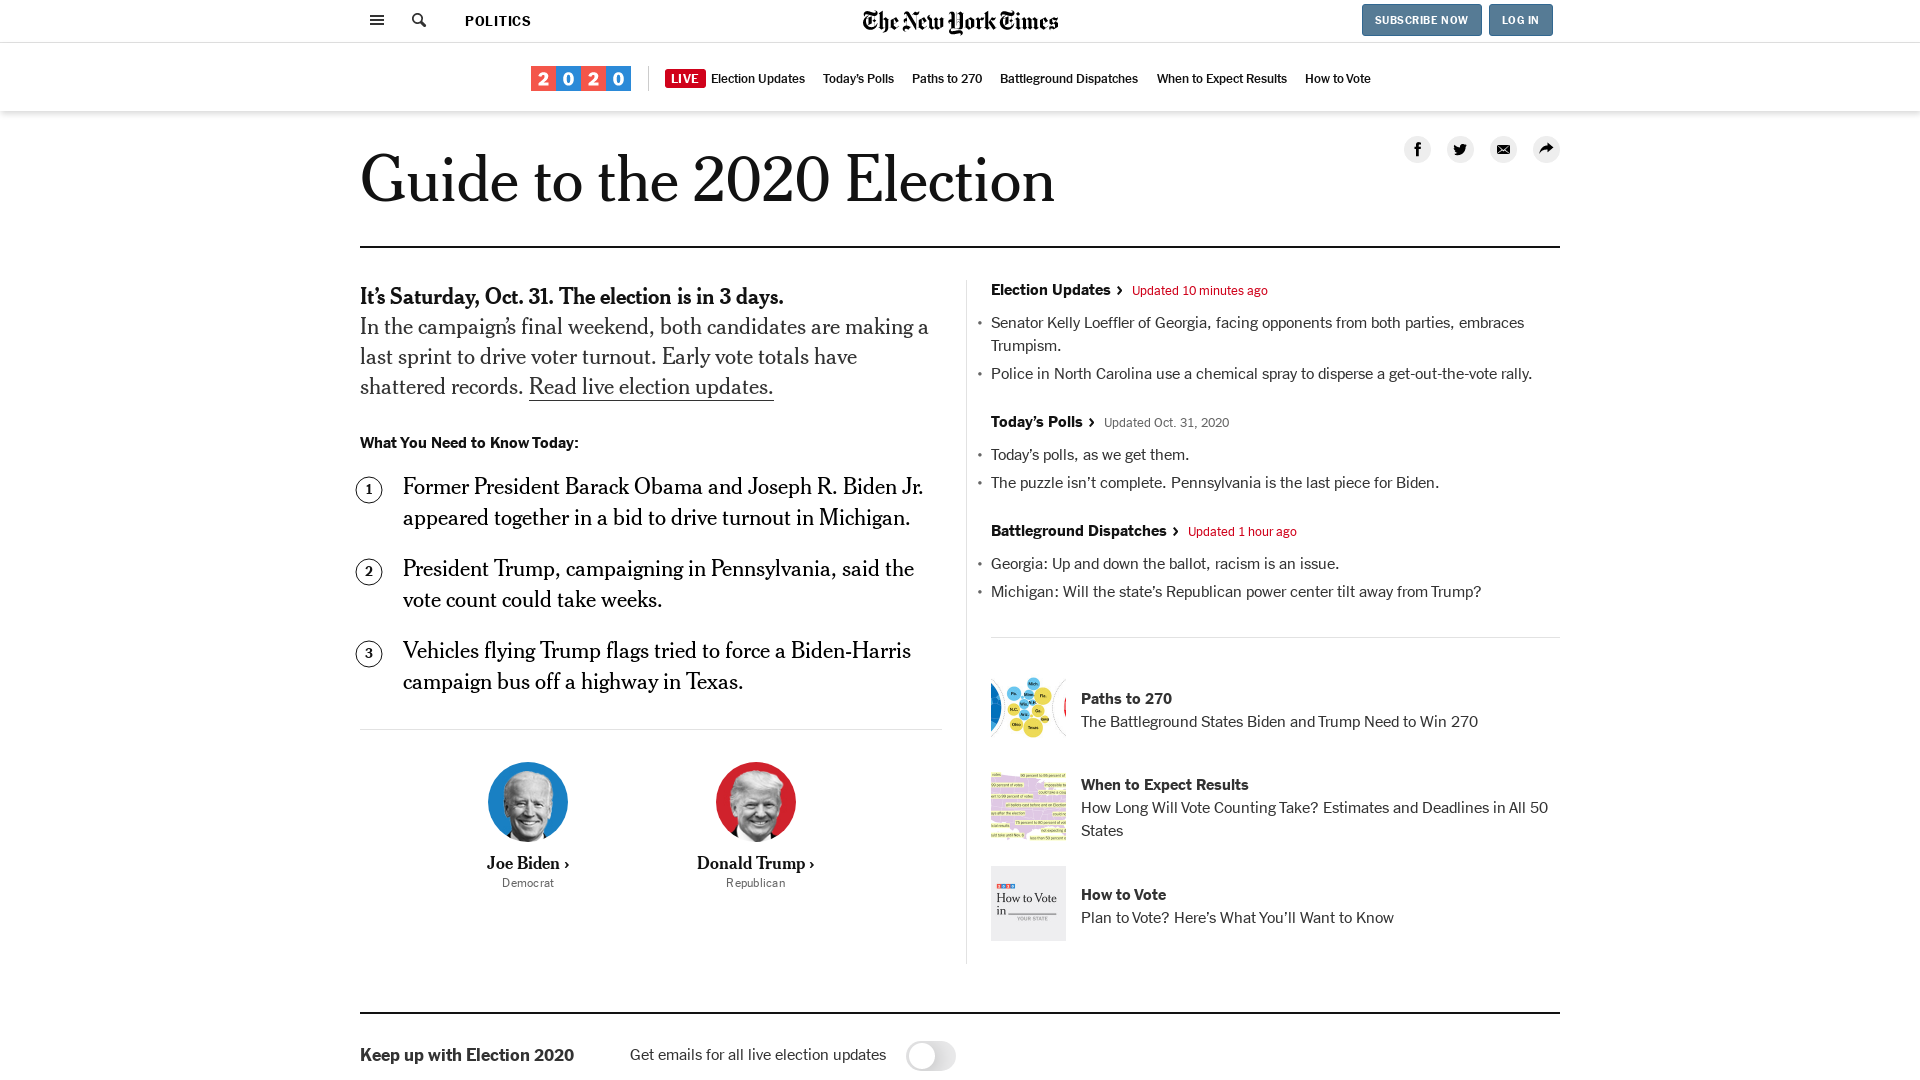 POLITICS
The New York Times
SUBSCRIBE NOW
LOG IN
2020
LIVE Election Updates
Today's Polls
Paths to 270
Battleground Dispatches
When to Expect Results
How to Vote
Guide to the 2020 Election
It's Saturday, Oct. 31. The election is in 3 days.
In the campaign's final weekend, both candidates are making a
last sprint to drive voter turnout. Early vote totals have
shattered records. Read live election updates.
What You Need to Know Today:
1 Former President Barack Obama and Joseph R. Biden Jr.
appeared together in a bid to drive turnout in Michigan.
2 President Trump, campaigning in Pennsylvania, said the
vote count could take weeks.
3 Vehicles flying Trump flags tried to force a Biden-Harris
campaign bus off a highway in Texas.
Joe Biden ›
Democrat
Donald Trump ›
Republican
Election Updates › Updated 10 minutes ago
• Senator Kelly Loeffler of Georgia, facing opponents from both parties, embraces
Trumpism.
• Police in North Carolina use a chemical spray to disperse a get-out-the-vote rally.
Today's Polls › Updated Oct. 31, 2020
• Today's polls, as we get them.
• The puzzle isn't complete. Pennsylvania is the last piece for Biden.
Battleground Dispatches › Updated 1 hour ago
• Georgia: Up and down the ballot, racism is an issue.
• Michigan: Will the state's Republican power center tilt away from Trump?
Paths to 270
The Battleground States Biden and Trump Need to Win 270
When to Expect Results
How Long Will Vote Counting Take? Estimates and Deadlines in All 50
States
How to Vote
in
YOUR STATE
How to Vote
Plan to Vote? Here's What You'll Want to Know
Keep up with Election 2020
Get emails for all live election updates